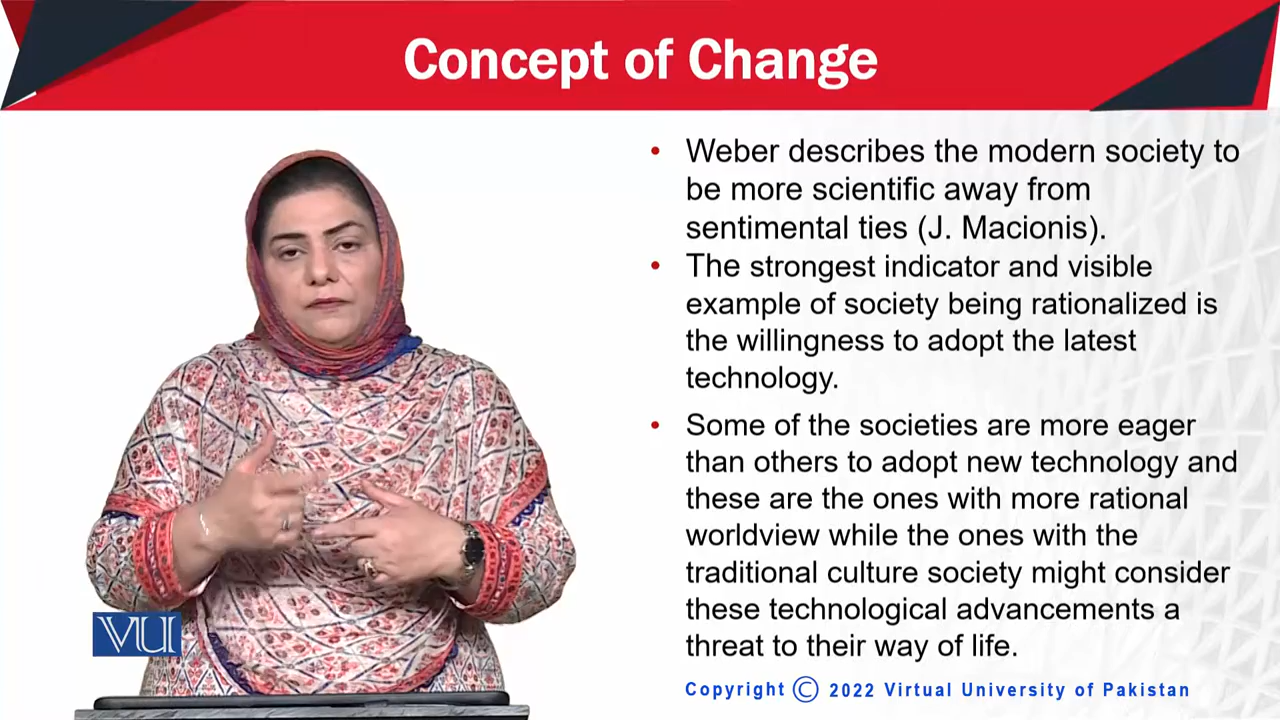 Concept of Change
• Weber describes the modern society to
be more scientific away from
sentimental ties (J. Macionis).
• The strongest indicator and visible
example of society being rationalized is
the willingness to adopt the latest
technology.
• Some of the societies are more eager
than others to adopt new technology and
these are the ones with more rational
worldview while the ones with the
traditional culture society might consider
these technological advancements a
threat to their way of life.
VU
Copyright © 2022 Virtual University of Pakistan